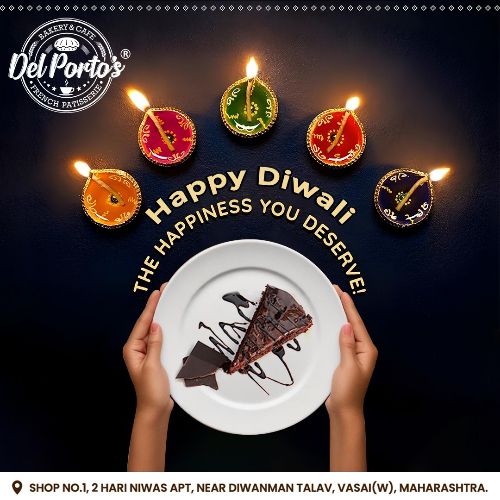 BAKERY & CAFE
Del Porto's®
FRENCH PATISSERIE
Happy Diwali
THE HAPPINESS YOU DESERVE!
SHOP NO.1, 2 HARI NIWAS APT, NEAR DIWANMAN TALAV, VASAI(W), MAHARASHTRA.